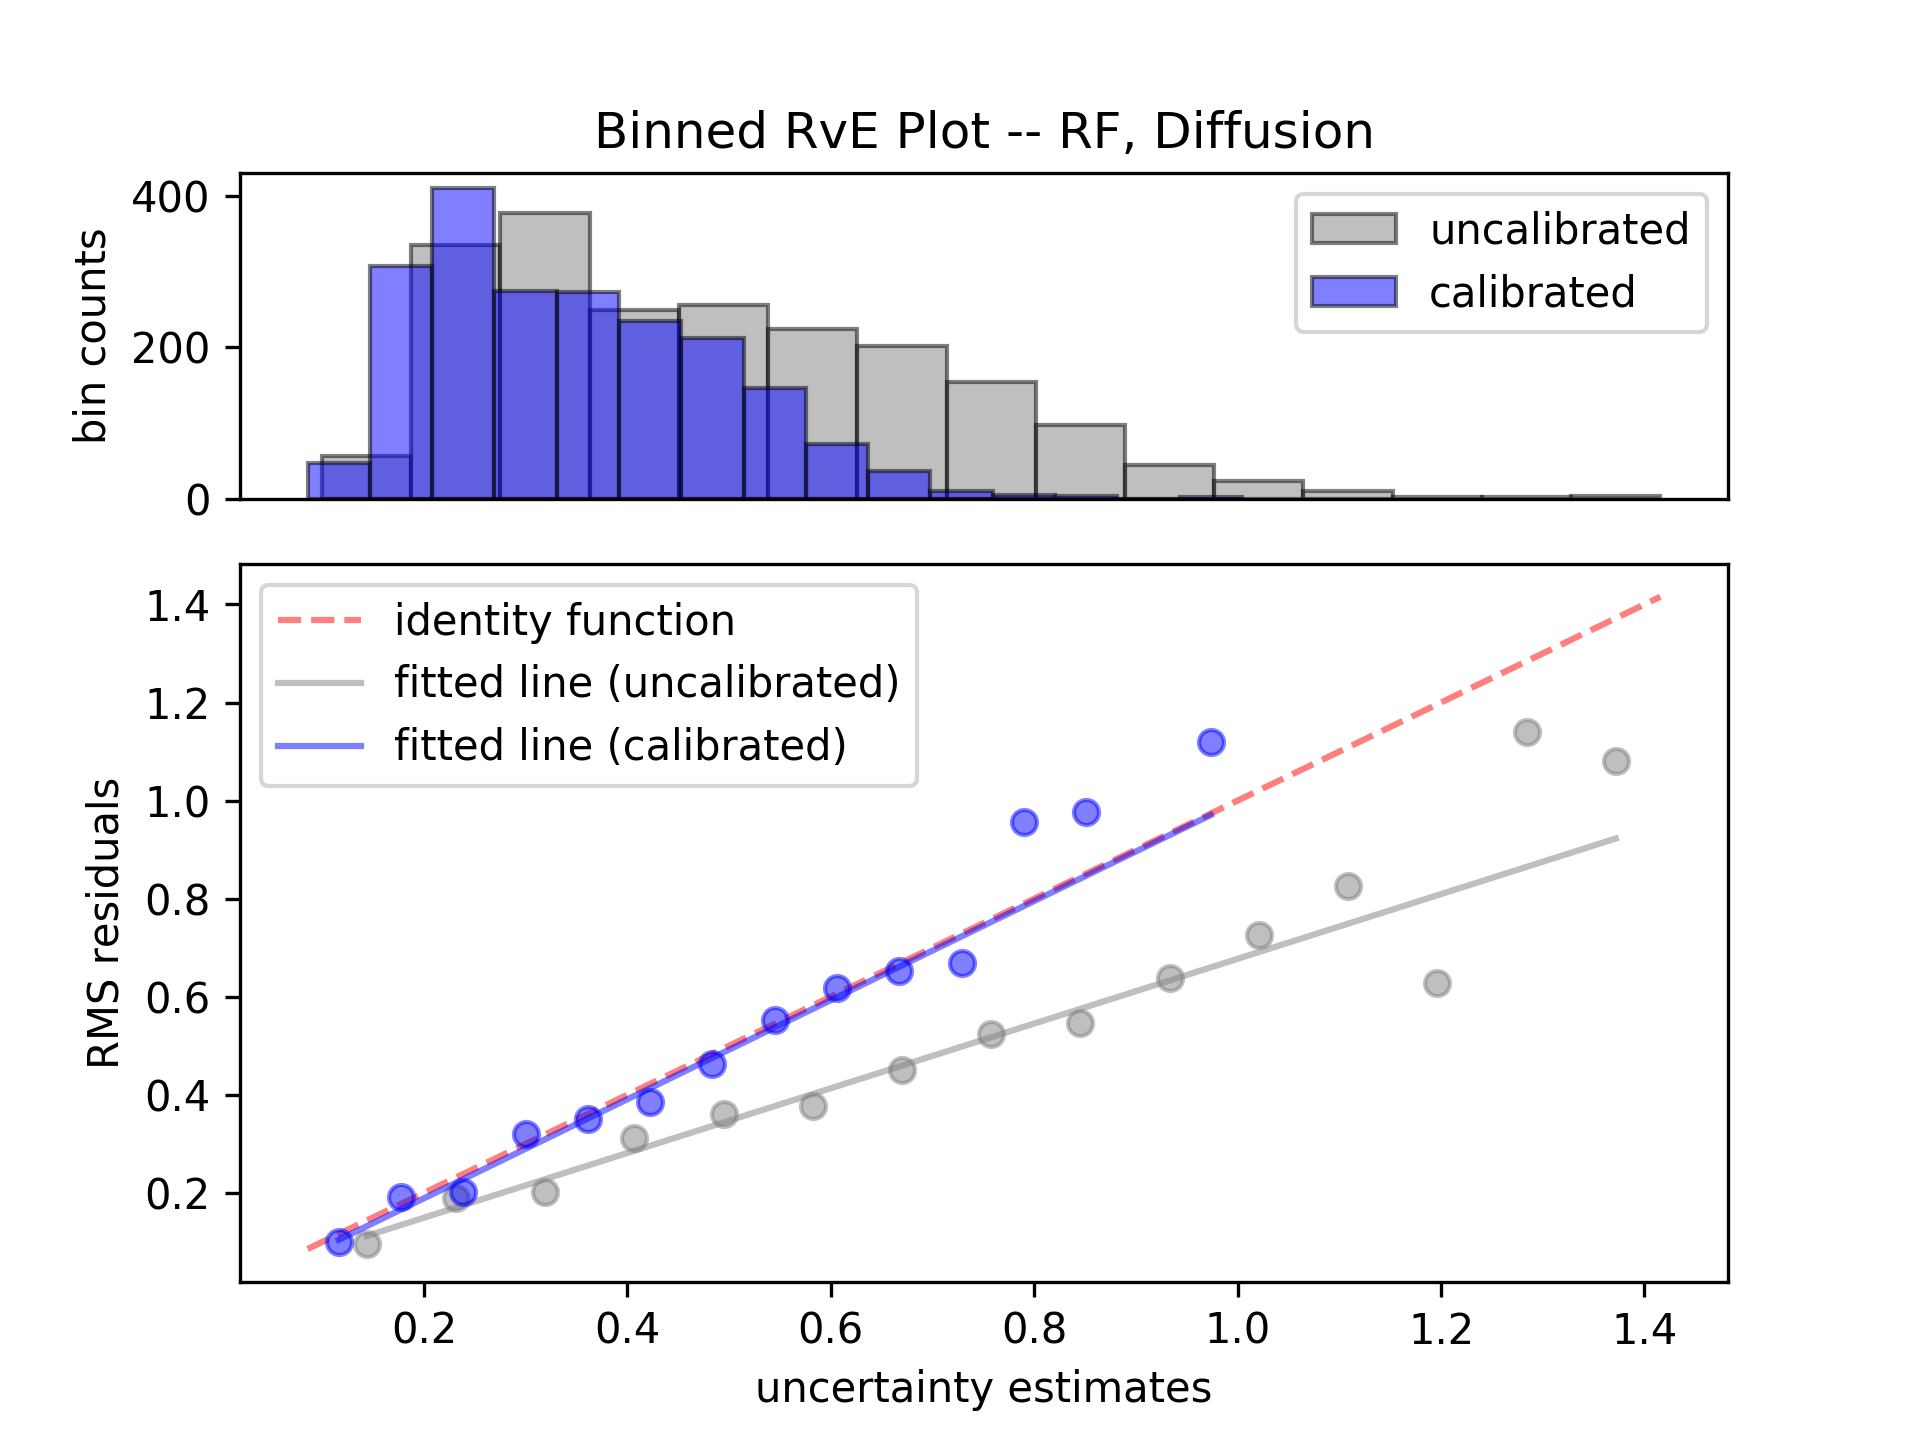 Binned RvE Plot -- RF, Diffusion
bin counts
400
200
0
uncalibrated
calibrated
RMS residuals
1.4
1.2
1.0
0.8
0.6
0.4
0.2
identity function
fitted line (uncalibrated)
fitted line (calibrated)
0.2 0.4 0.6 0.8 1.0 1.2 1.4
uncertainty estimates